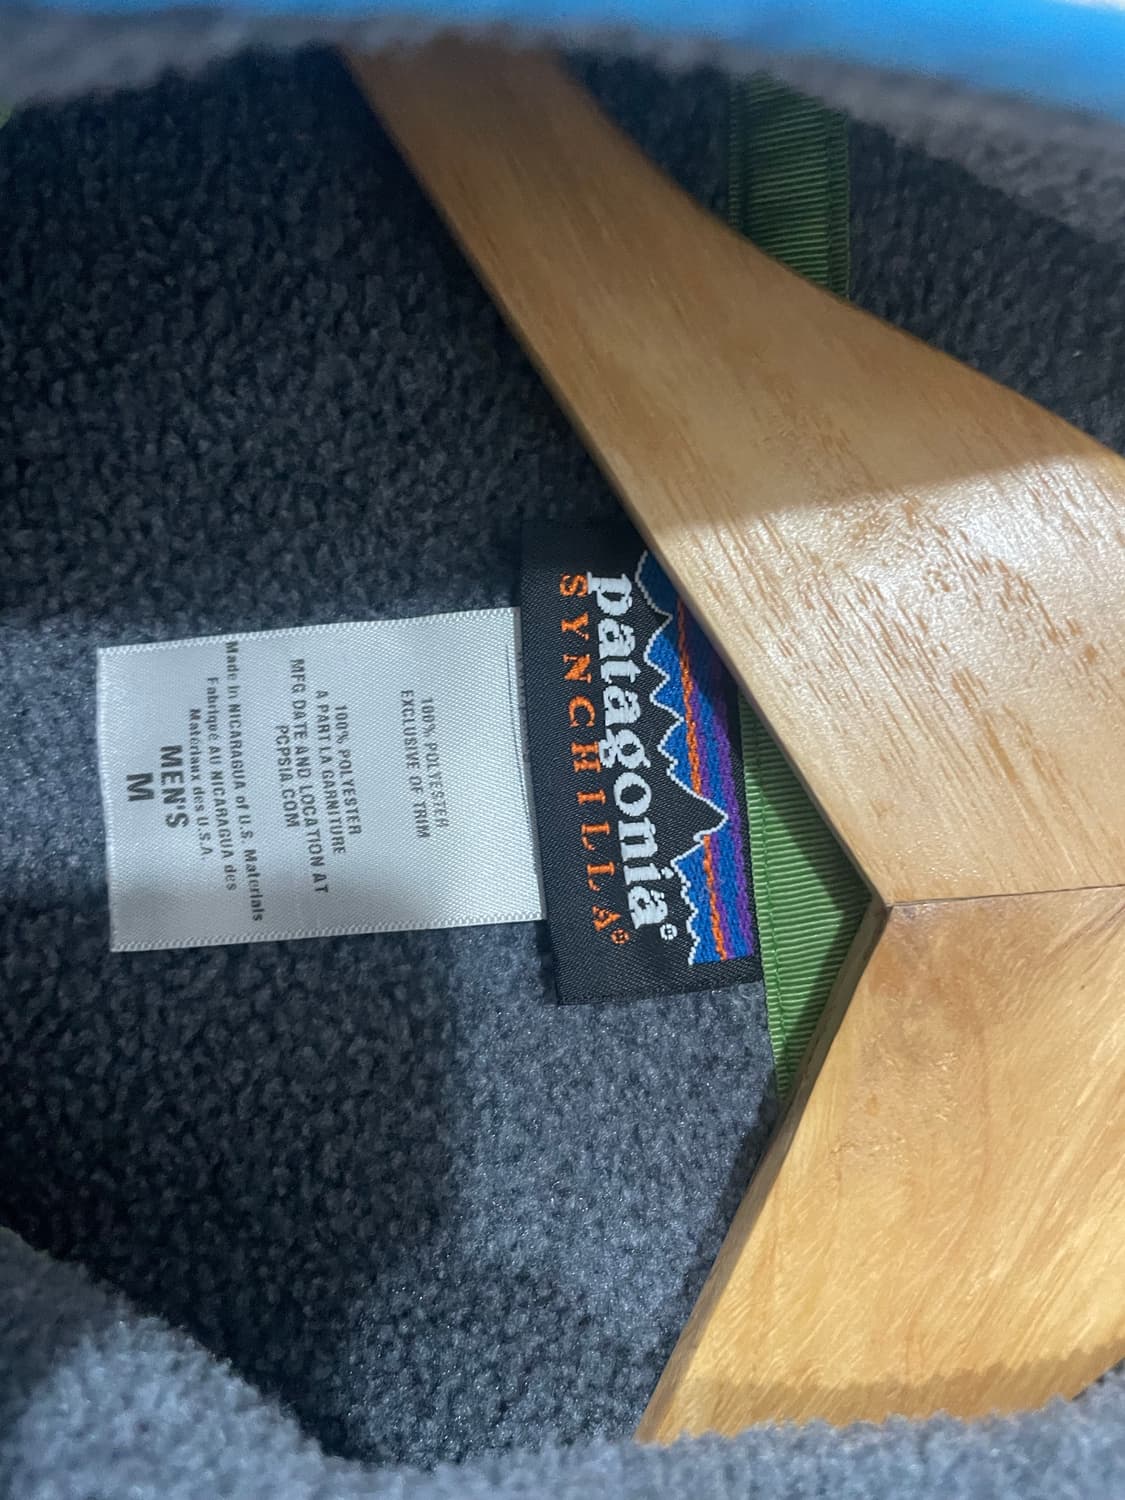 patagonia®
SYNCHILLA®
100% POLYESTER
EXCLUSIVE OF TRIM
100% POLYESTER
A PART LA GARNITURE
MFG DATE AND LOCATION AT
PCPSIA.COM
Made in NICARAGUA of U.S. Materials
Fabriqué AU NICARAGUA des
Matériaux des U.S.A.
MEN'S
M